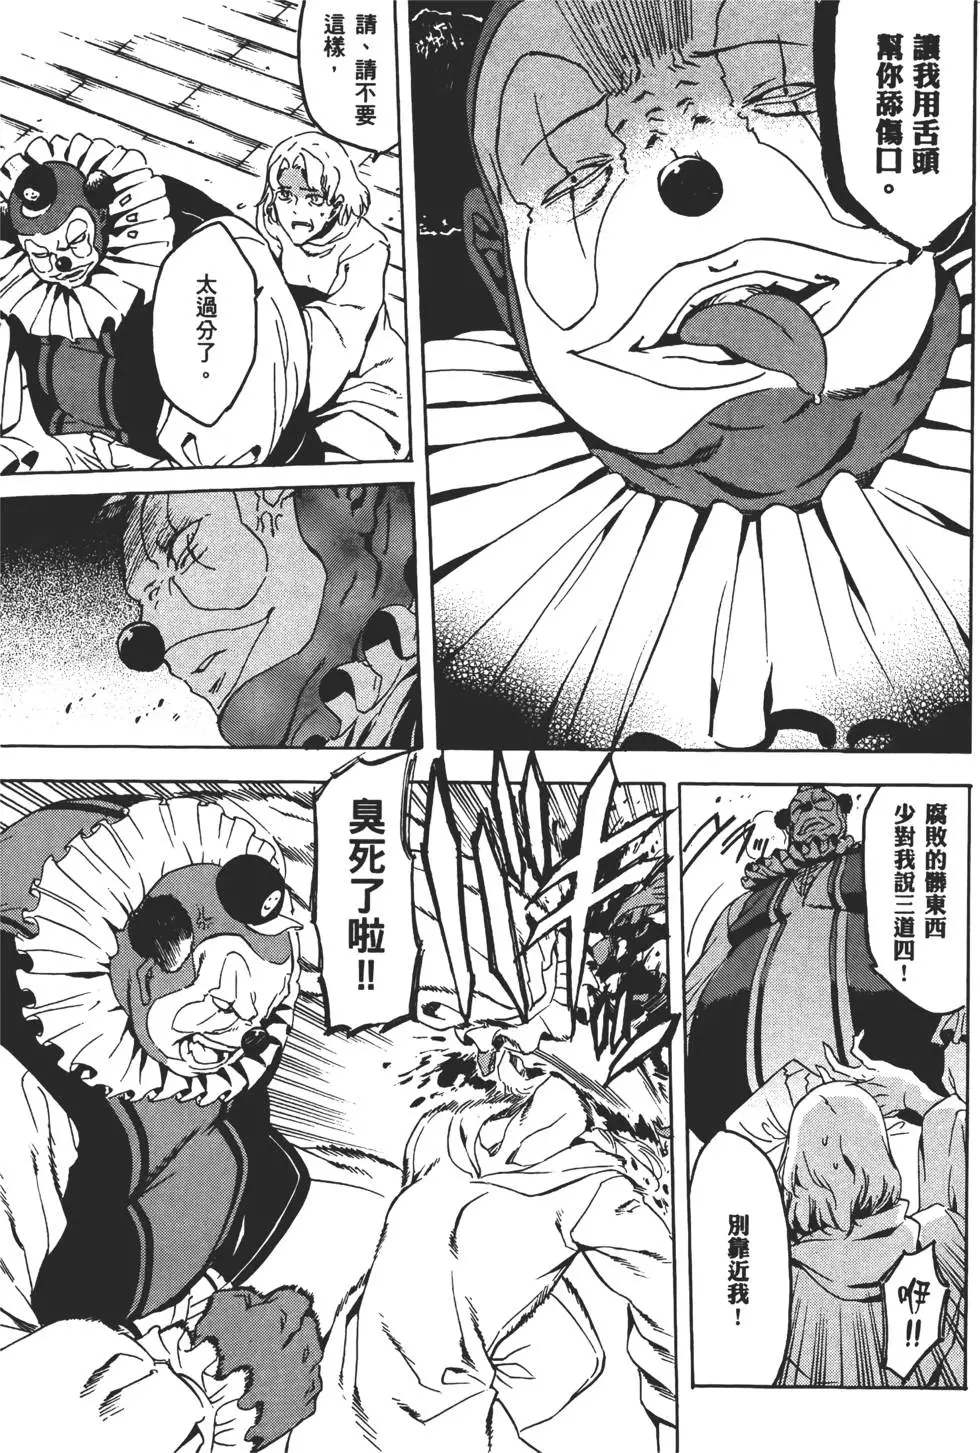 讓我用舌頭
幫你舔傷口。
請、請不要
這樣，
太過分了。
腐敗的髒東西
少對我說三道四！
咿!!
別靠近我！
臭死了啦!!